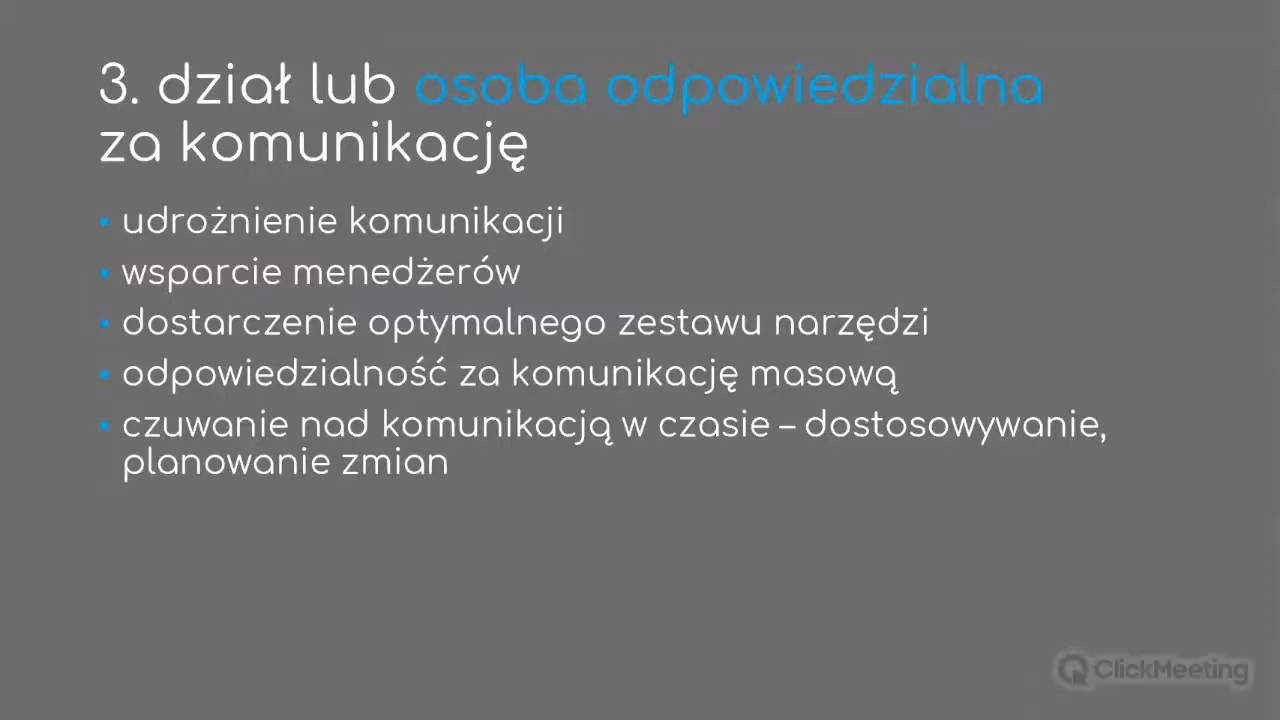 3. dział lub osoba odpowiedzialna
za komunikację
• udrożnienie komunikacji
• wsparcie menedżerów
• dostarczenie optymalnego zestawu narzędzi
• odpowiedzialność za komunikację masową
• czuwanie nad komunikacją w czasie – dostosowywanie,
planowanie zmian
ClickMeeting